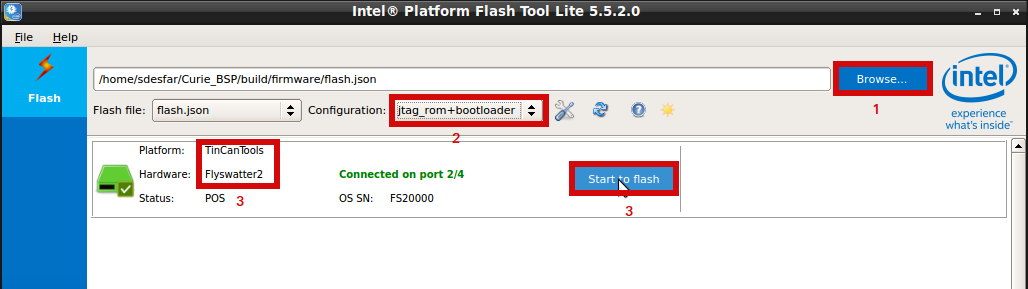 Intel® Platform Flash Tool Lite 5.5.2.0
File Help
Flash
/home/sdesfar/Curie_BSP/build/firmware/flash.json Browse...
1
Flash file: flash.json Configuration: jtag_rom+bootloader
2
intel
experience
what's inside™
Platform: TinCanTools
Hardware: Flyswatter2 Connected on port 2/4
Start to flash
Status: POS OS SN: FS20000
3
3